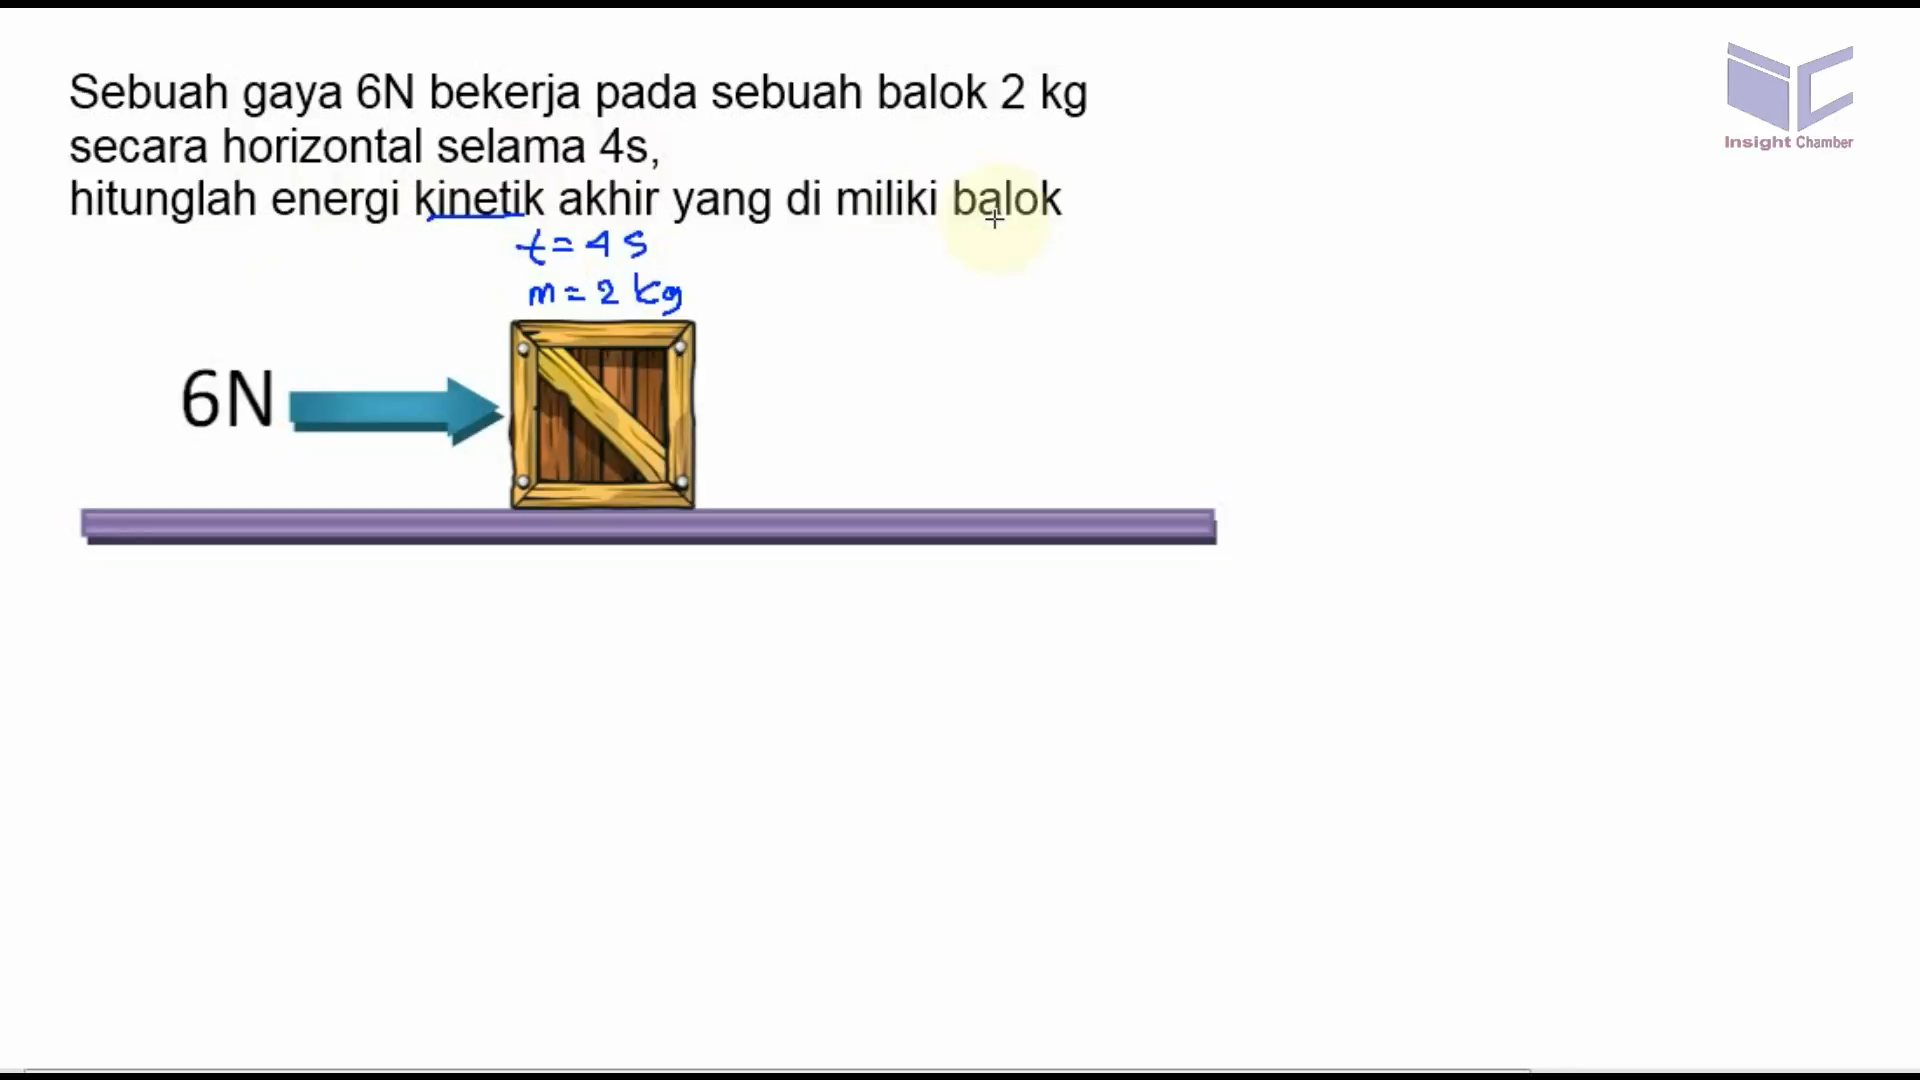 Sebuah gaya 6N bekerja pada sebuah balok 2 kg
secara horizontal selama 4s,
hitunglah energi kinetik akhir yang di miliki balok
t = 4 s
m = 2 kg
6N
Insight Chamber